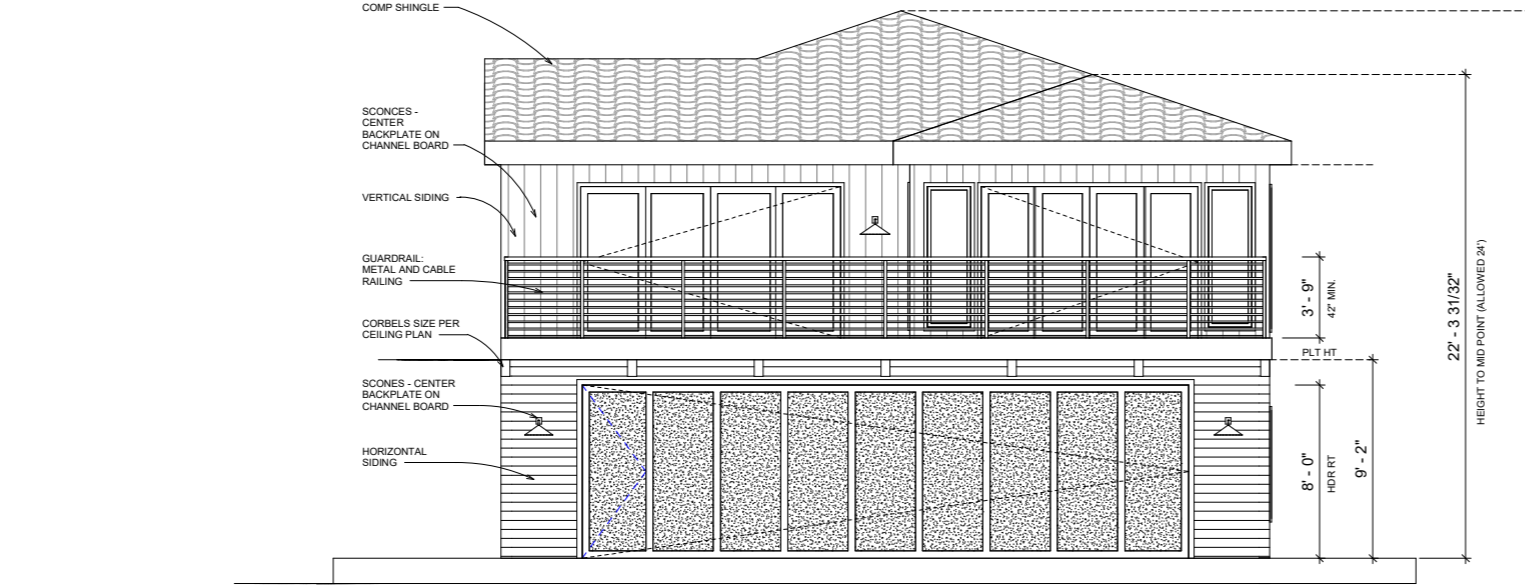 COMP SHINGLE
SCONCES -
CENTER
BACKPLATE ON
CHANNEL BOARD
VERTICAL SIDING
GUARDRAIL:
METAL AND CABLE
RAILING
CORBELS SIZE PER
CEILING PLAN
SCONES - CENTER
BACKPLATE ON
CHANNEL BOARD
HORIZONTAL
SIDING
3' - 9"
42" MIN.
PLT HT
8' - 0"
HDR RT
9' - 2"
22' - 3 31/32"
HEIGHT TO MID POINT (ALLOWED 24')